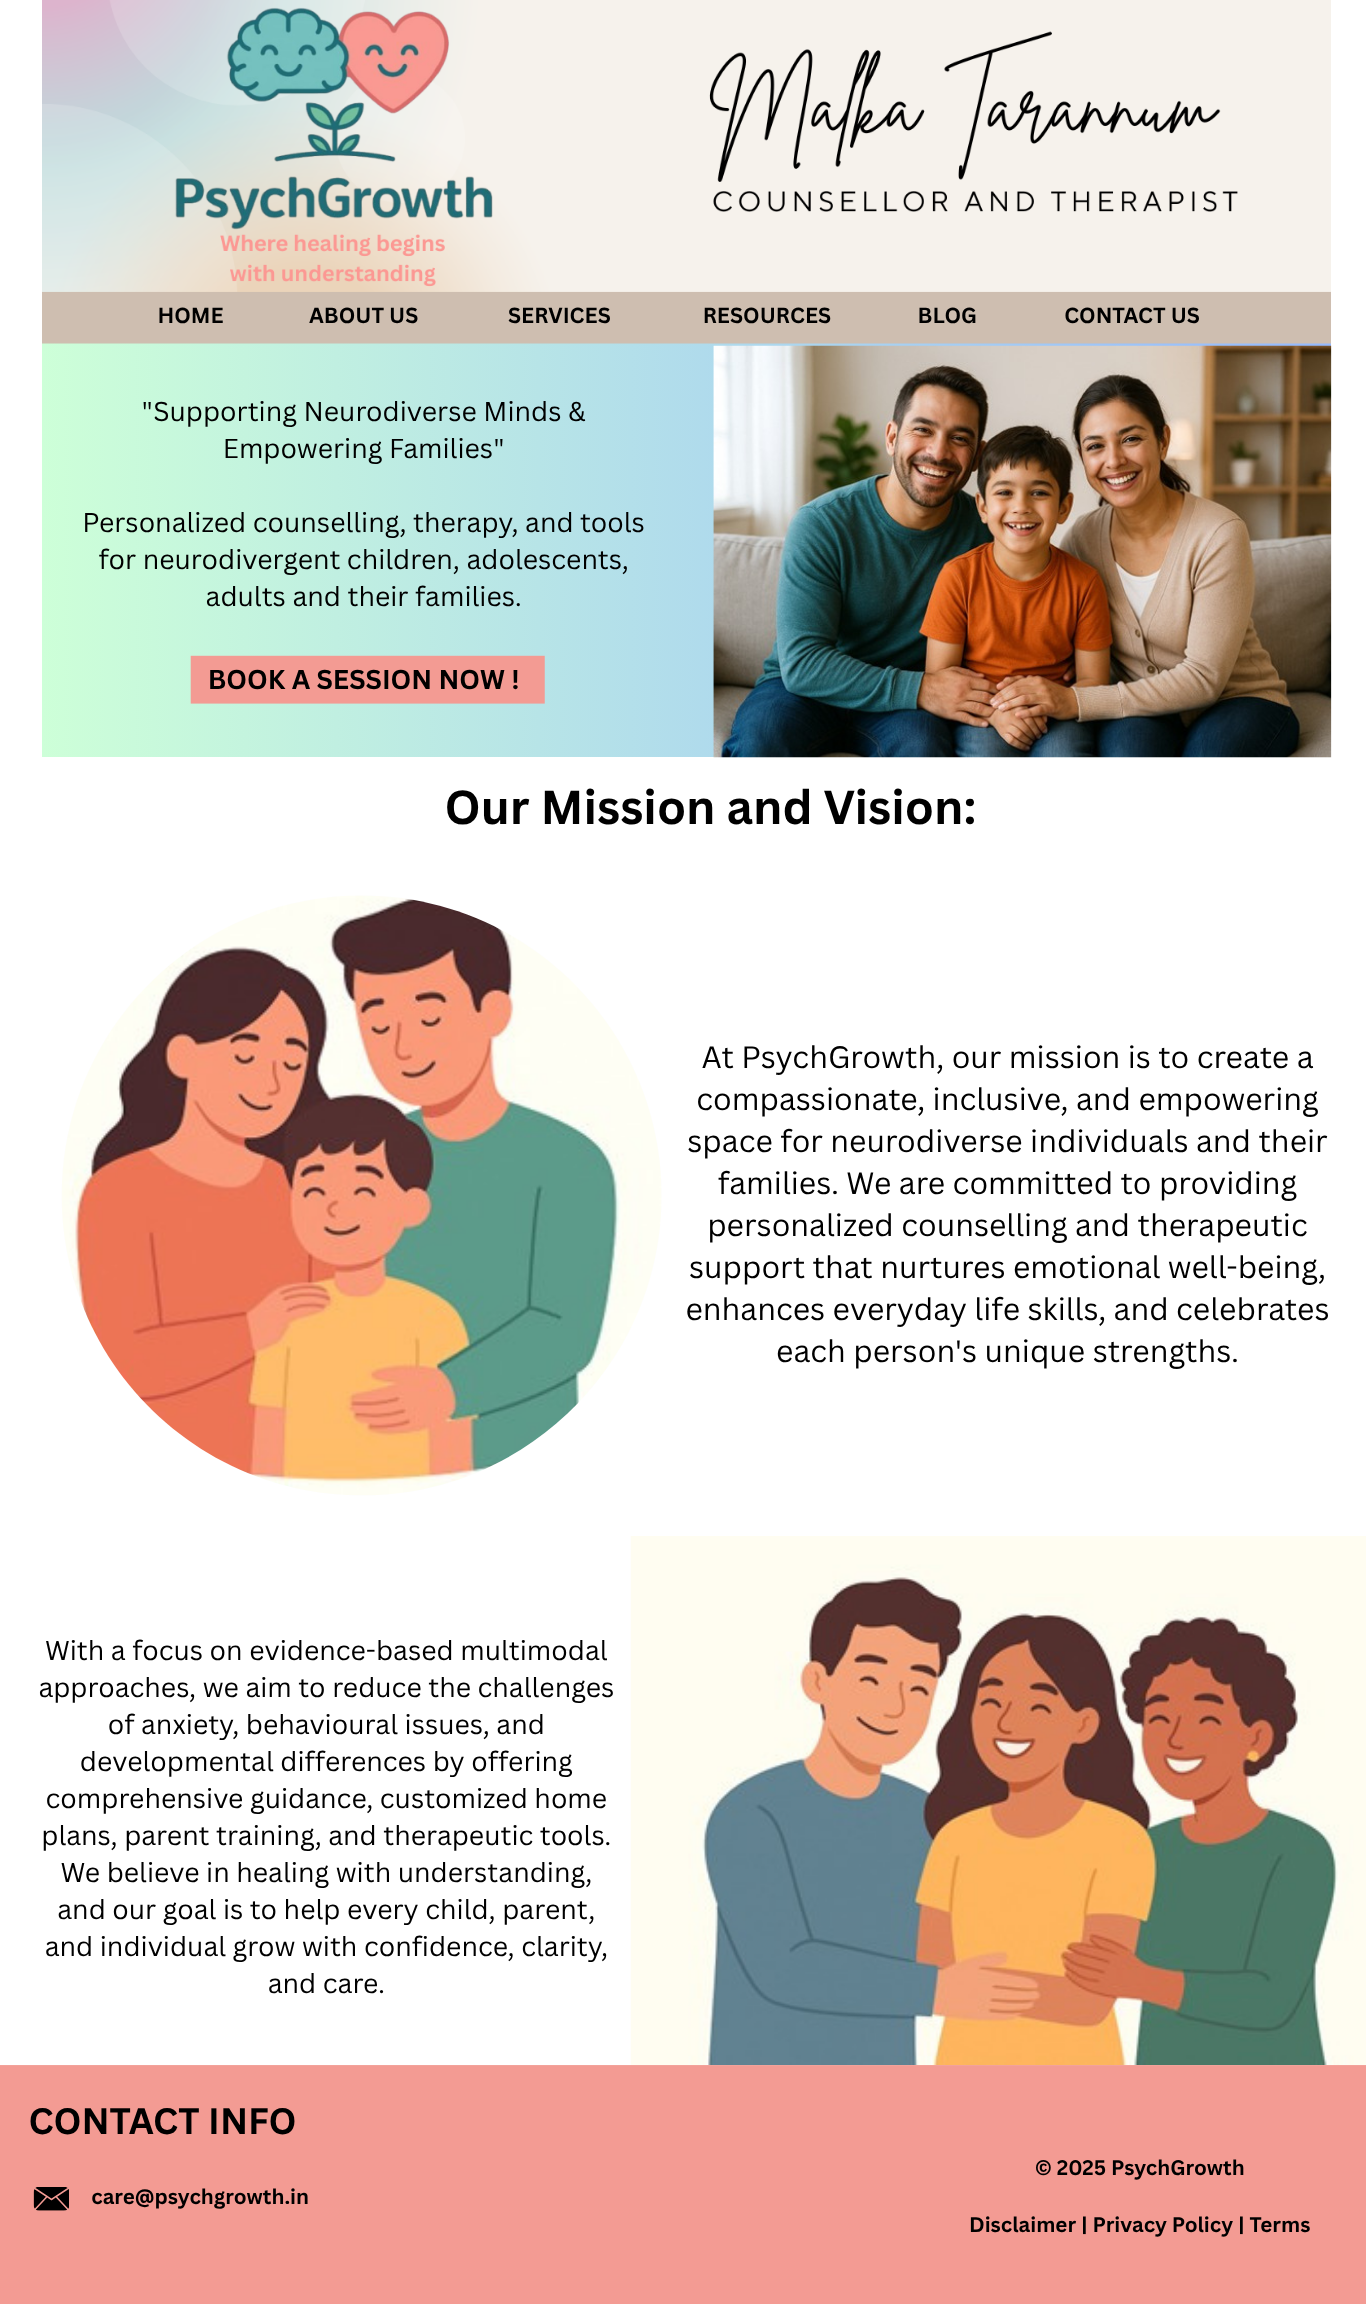 PsychGrowth
Where healing begins
with understanding
Malka Tarannum
COUNSELLOR AND THERAPIST
HOME ABOUT US SERVICES RESOURCES BLOG CONTACT US
"Supporting Neurodiverse Minds &
Empowering Families"
Personalized counselling, therapy, and tools
for neurodivergent children, adolescents,
adults and their families.
BOOK A SESSION NOW !
Our Mission and Vision:
At PsychGrowth, our mission is to create a
compassionate, inclusive, and empowering
space for neurodiverse individuals and their
families. We are committed to providing
personalized counselling and therapeutic
support that nurtures emotional well-being,
enhances everyday life skills, and celebrates
each person's unique strengths.
With a focus on evidence-based multimodal
approaches, we aim to reduce the challenges
of anxiety, behavioural issues, and
developmental differences by offering
comprehensive guidance, customized home
plans, parent training, and therapeutic tools.
We believe in healing with understanding,
and our goal is to help every child, parent,
and individual grow with confidence, clarity,
and care.
CONTACT INFO
care@psychgrowth.in
© 2025 PsychGrowth
Disclaimer | Privacy Policy | Terms